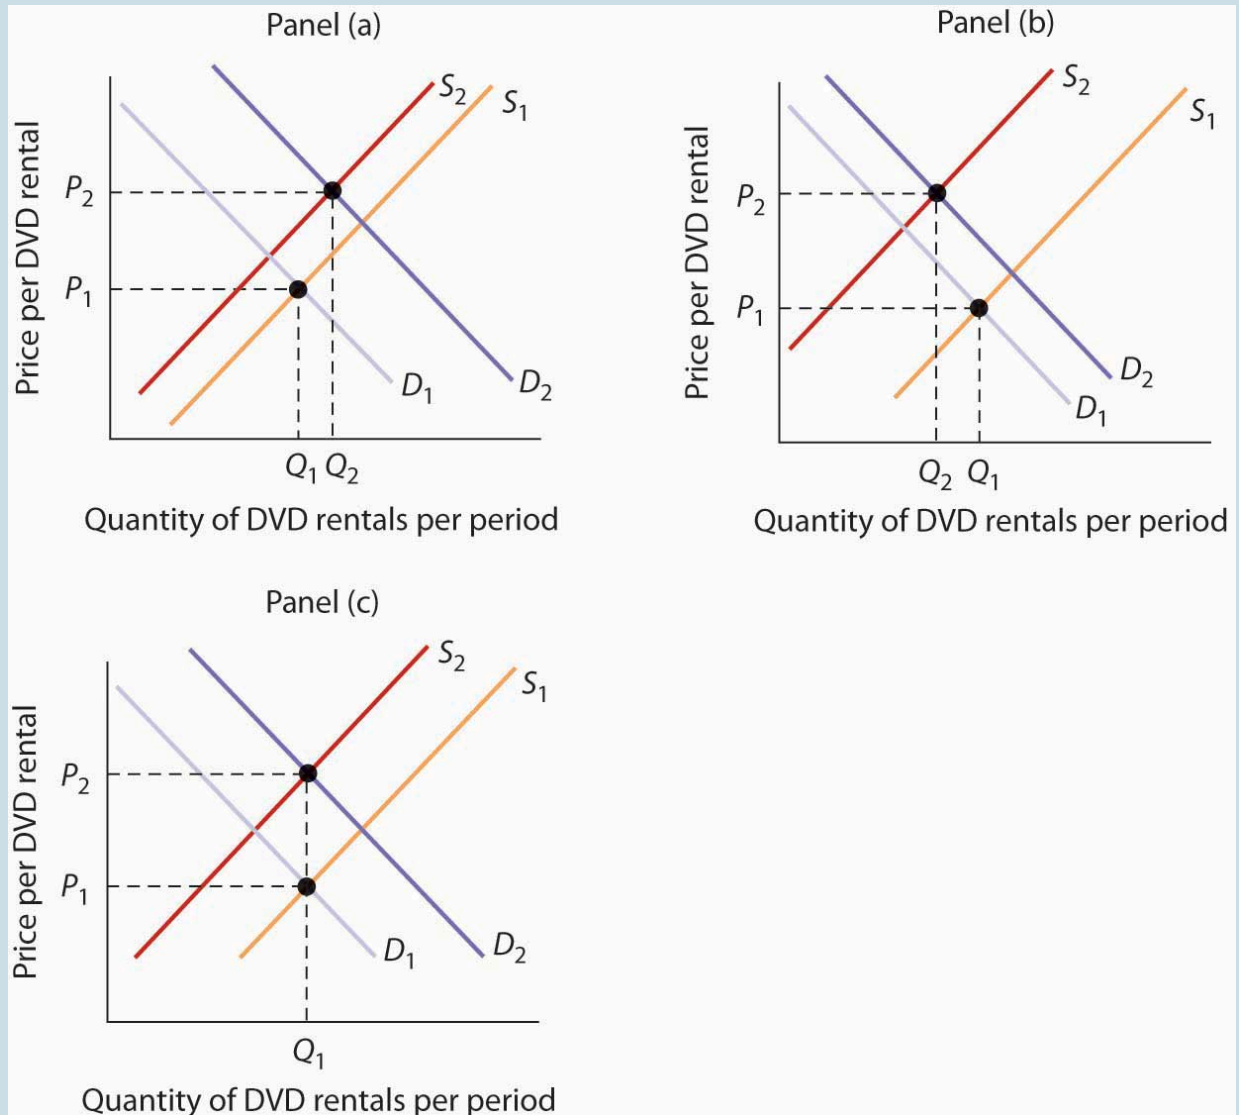 Panel (a)
Price per DVD rental
S2
S1
P2
P1
D1
D2
Q1 Q2
Quantity of DVD rentals per period
Panel (b)
Price per DVD rental
S2
S1
P2
P1
D2
D1
Q2 Q1
Quantity of DVD rentals per period
Panel (c)
Price per DVD rental
S2
S1
P2
P1
D1
D2
Q1
Quantity of DVD rentals per period